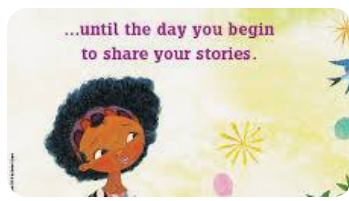 ...until the day you begin
to share your stories.